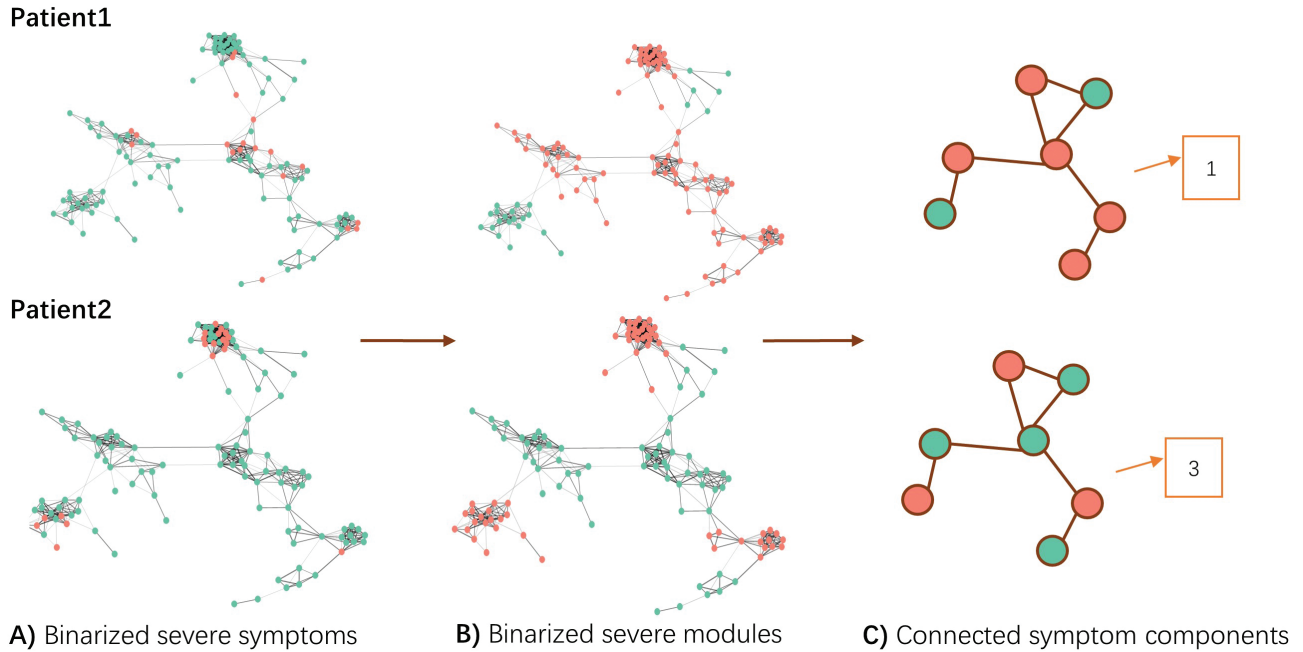 Patient1
1
Patient2
3
A) Binarized severe symptoms
B) Binarized severe modules
C) Connected symptom components